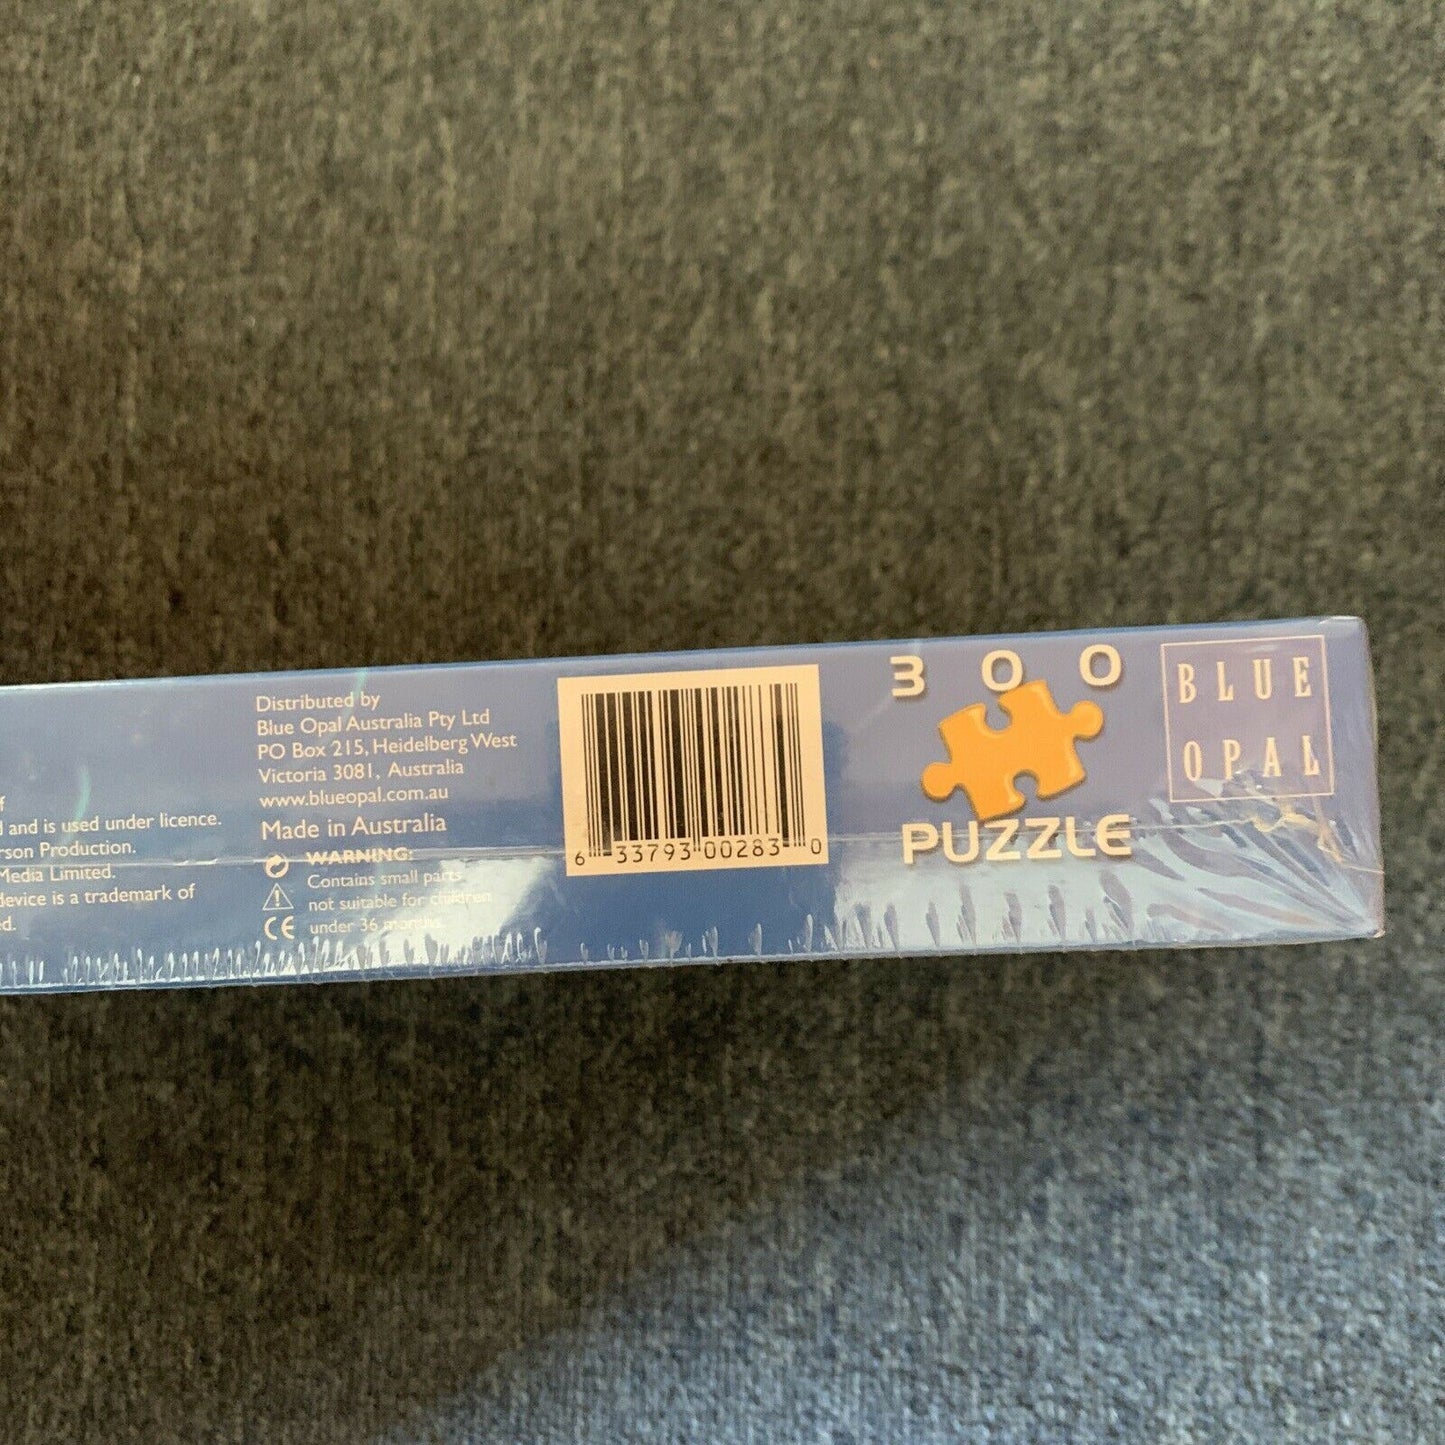 f
d and is used under licence.
rson Production.
Media Limited.
device is a trademark of
ed.
Distributed by
Blue Opal Australia Pty Ltd
PO Box 215, Heidelberg West
Victoria 3081, Australia
www.blueopal.com.au
Made in Australia
WARNING:
Contains small parts
not suitable for children
under 36 months.
CE
6 33793 00283 0
300
PUZZLE
BLUE
OPAL